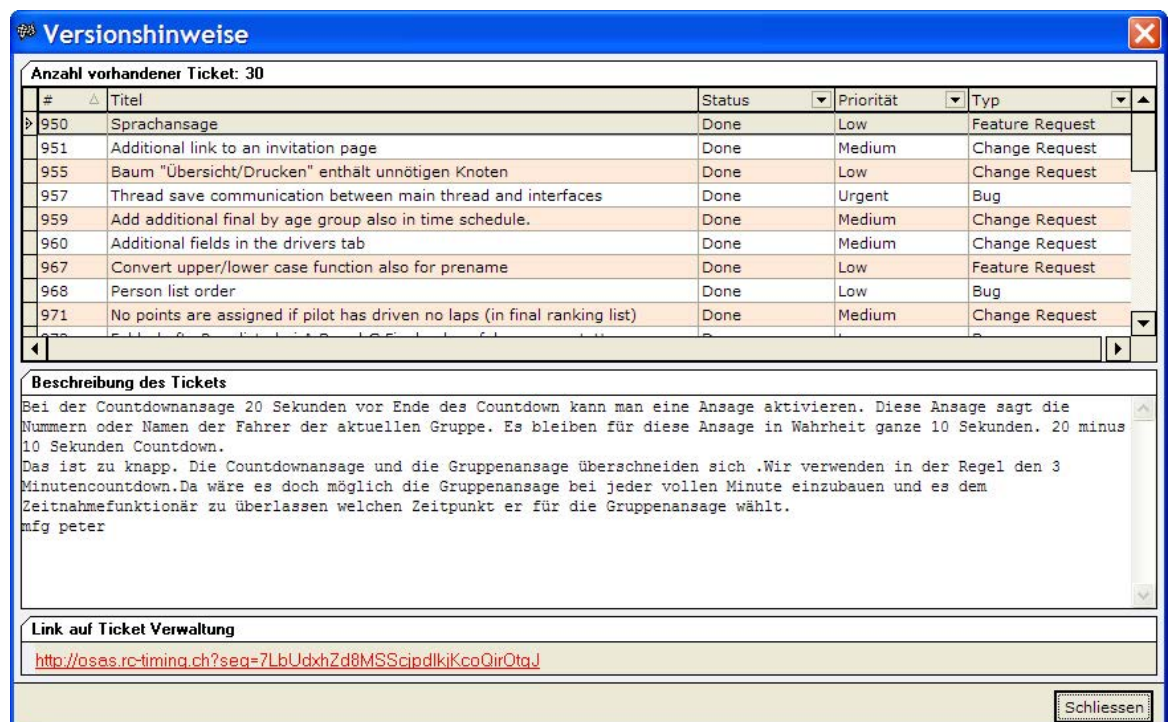 Versionshinweise
Anzahl vorhandener Ticket: 30
# Titel Status Priorität Typ
950 Sprachansage Done Low Feature Request
951 Additional link to an invitation page Done Medium Change Request
955 Baum "Übersicht/Drucken" enthält unnötigen Knoten Done Low Change Request
957 Thread save communication between main thread and interfaces Done Urgent Bug
959 Add additional final by age group also in time schedule. Done Medium Change Request
960 Additional fields in the drivers tab Done Medium Change Request
967 Convert upper/lower case function also for prename Done Low Feature Request
968 Person list order Done Low Bug
971 No points are assigned if pilot has driven no laps (in final ranking list) Done Medium Change Request
Beschreibung des Tickets
Bei der Countdownansage 20 Sekunden vor Ende des Countdown kann man eine Ansage aktivieren. Diese Ansage sagt die
Nummern oder Namen der Fahrer der aktuellen Gruppe. Es bleiben für diese Ansage in Wahrheit ganze 10 Sekunden. 20 minus
10 Sekunden Countdown.
Das ist zu knapp. Die Countdownansage und die Gruppenansage überschneiden sich .Wir verwenden in der Regel den 3
Minutencountdown.Da wäre es doch möglich die Gruppenansage bei jeder vollen Minute einzubauen und es dem
Zeitnahmefunktionär zu überlassen welchen Zeitpunkt er für die Gruppenansage wählt.
mfg peter
Link auf Ticket Verwaltung
Schliessen